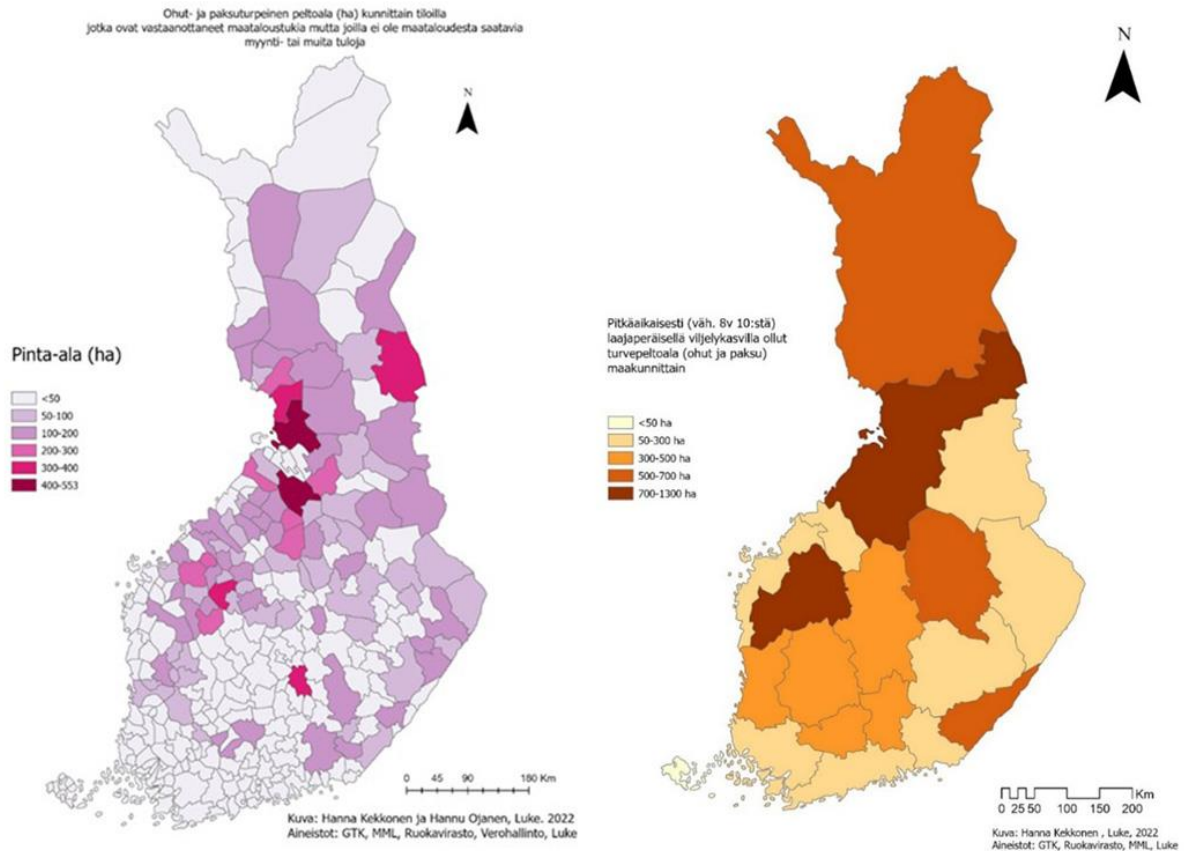 Ohut- ja paksuturpeinen peltoala (ha) kunnittain tiloilla
jotka ovat vastaanottaneet maataloustukia mutta joilla ei ole maataloudesta saatavia
myynti- tai muita tuloja
N
Pinta-ala (ha)
<50
50-100
100-200
200-300
300-400
400-553
0 45 90 180 Km
Kuva: Hanna Kekkonen ja Hannu Ojanen, Luke. 2022
Aineistot: GTK, MML, Ruokavirasto, Verohallinto, Luke
N
Pitkäaikaisesti (väh. 8v 10:stä)
laajaperäisellä viljelykasvilla ollut
turvepeltoala (ohut ja paksu)
maakunnittain
<50 ha
50-300 ha
300-500 ha
500-700 ha
700-1300 ha
0 25 50 100 150 200 Km
Kuva: Hanna Kekkonen , Luke, 2022
Aineistot: GTK, Ruokavirasto, MML, Luke